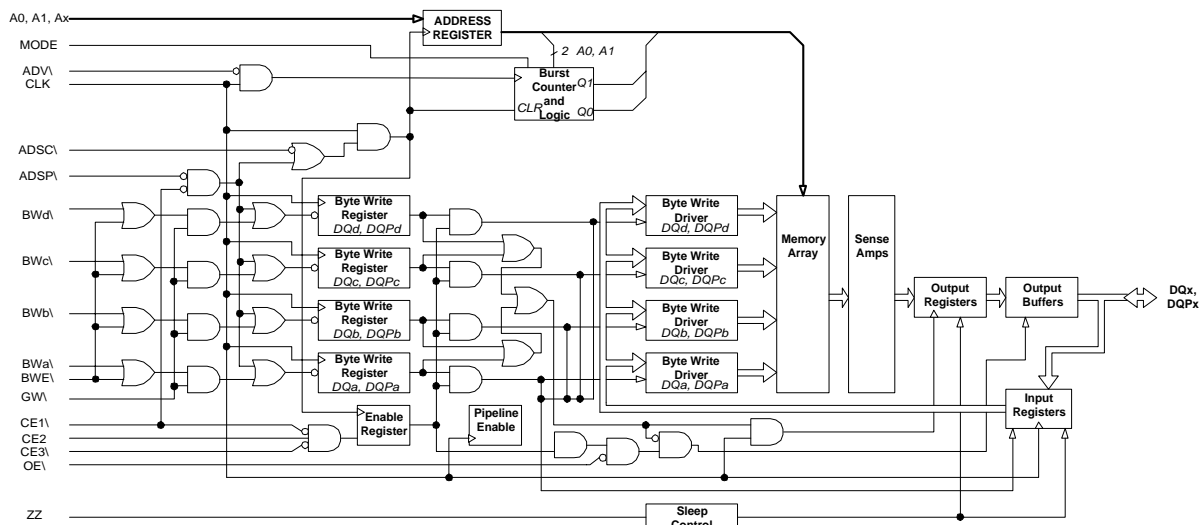 A0, A1, Ax
ADDRESS
REGISTER
MODE
2 A0, A1
ADV\
CLK
Burst
Counter
and
Logic
Q1
CLR
Q0
ADSC\
ADSP\
BWd\
Byte Write
Register
DQd, DQPd
Byte Write
Driver
DQd, DQPd
BWc\
Byte Write
Register
DQc, DQPc
Byte Write
Driver
DQc, DQPc
Memory
Array
Sense
Amps
BWb\
Byte Write
Register
DQb, DQPb
Byte Write
Driver
DQb, DQPb
Output
Registers
Output
Buffers
DQx,
DQPx
BWa\
BWE\
GW\
Byte Write
Register
DQa, DQPa
Byte Write
Driver
DQa, DQPa
Input
Registers
CE1\
CE2
CE3\
OE\
Enable
Register
Pipeline
Enable
ZZ
Sleep
Control